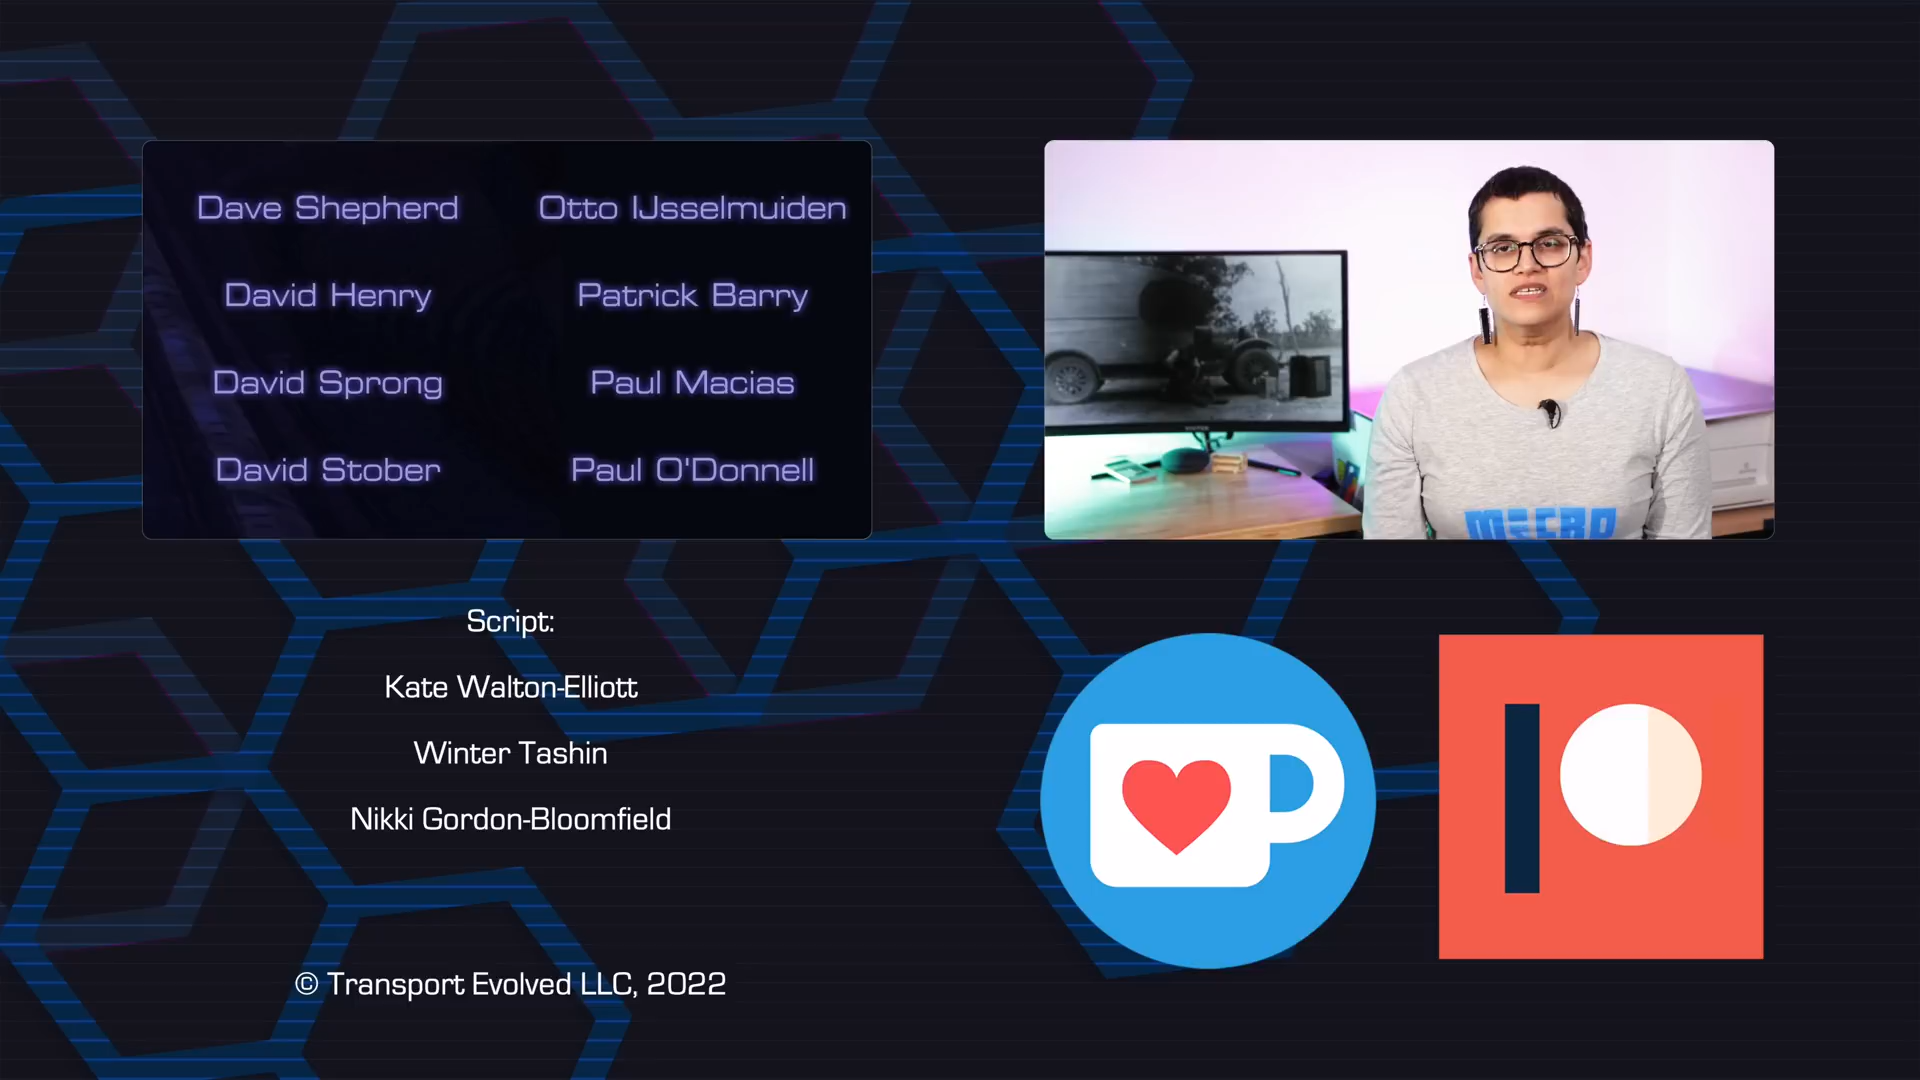 Dave Shepherd
Otto IJsselmuiden
David Henry
Patrick Barry
David Sprong
Paul Macias
David Stober
Paul O'Donnell
MICRO
Script:
Kate Walton-Elliott
Winter Tashin
Nikki Gordon-Bloomfield
© Transport Evolved LLC, 2022